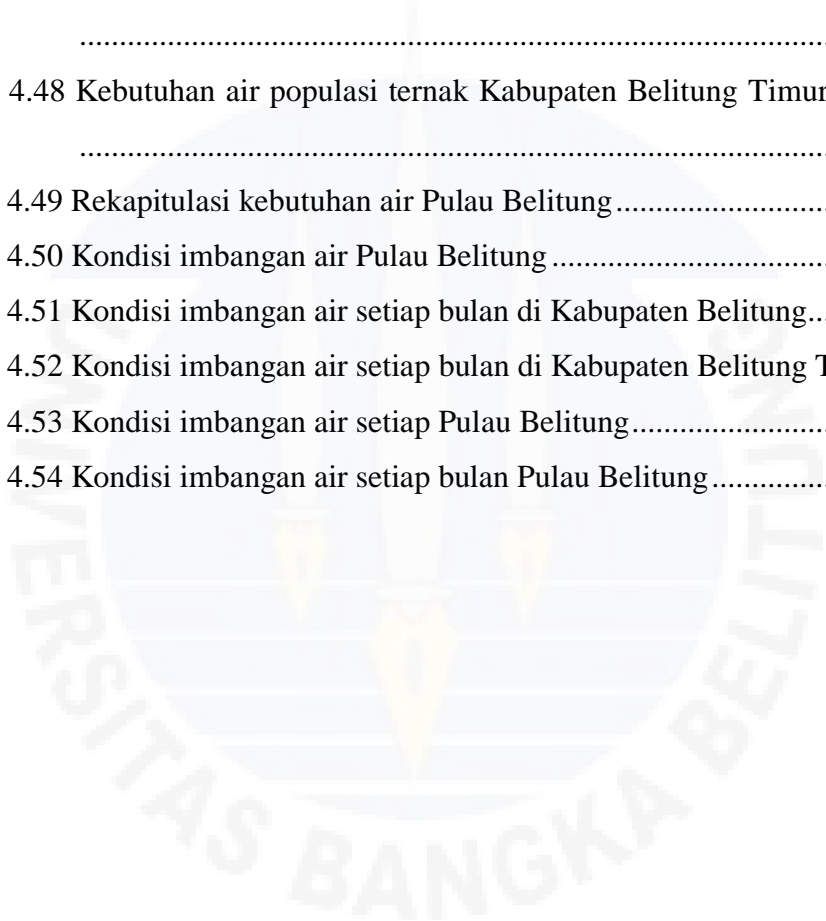 ................................................................................
4.48 Kebutuhan air populasi ternak Kabupaten Belitung Timur
................................................................................
4.49 Rekapitulasi kebutuhan air Pulau Belitung..........................
4.50 Kondisi imbangan air Pulau Belitung..................................
4.51 Kondisi imbangan air setiap bulan di Kabupaten Belitung...
4.52 Kondisi imbangan air setiap bulan di Kabupaten Belitung T
4.53 Kondisi imbangan air setiap Pulau Belitung........................
4.54 Kondisi imbangan air setiap bulan Pulau Belitung..............
UNIVERSITAS BANGKA BELITUNG